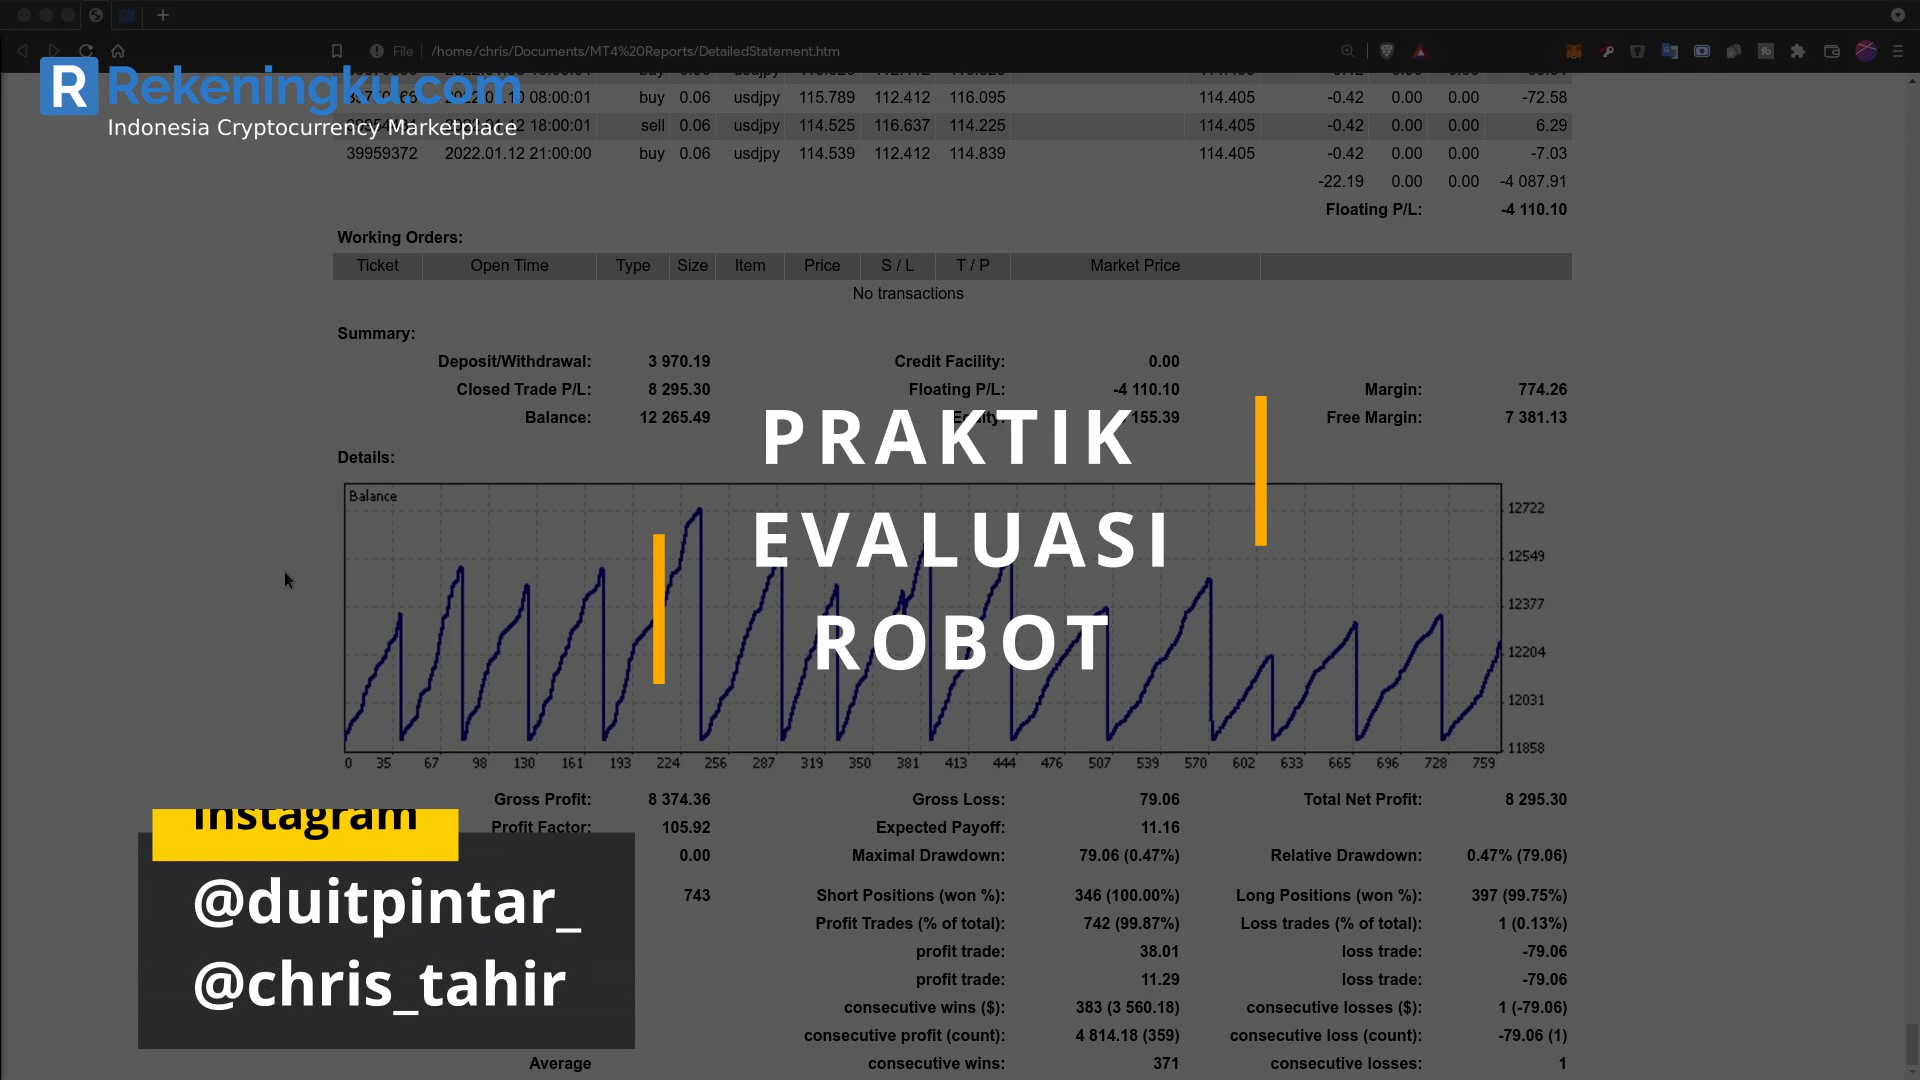 File /home/chris/Documents/MT4%20Reports/DetailedStatement.htm
R Rekeningku.com
Indonesia Cryptocurrency Marketplace
08:00:01 buy 0.06 usdjpy 115.789 112.412 116.095 114.405 -0.42 0.00 0.00 -72.58
18:00:01 sell 0.06 usdjpy 114.525 116.637 114.225 114.405 -0.42 0.00 0.00 6.29
39959372 2022.01.12 21:00:00 buy 0.06 usdjpy 114.539 112.412 114.839 114.405 -0.42 0.00 0.00 -7.03
-22.19 0.00 0.00 -4 087.91
Floating P/L: -4 110.10
Working Orders:
Ticket Open Time Type Size Item Price S / L T / P Market Price
No transactions
Summary:
Deposit/Withdrawal: 3 970.19 Credit Facility: 0.00
Closed Trade P/L: 8 295.30 Floating P/L: -4 110.10 Margin: 774.26
Balance: 12 265.49 Equity: 155.39 Free Margin: 7 381.13
PRAKTIK
EVALUASI
ROBOT
Details:
Balance
12722
12549
12377
12204
12031
11858
0 35 67 98 130 161 193 224 256 287 319 350 381 413 444 476 507 539 570 602 633 665 696 728 759
Gross Profit: 8 374.36 Gross Loss: 79.06 Total Net Profit: 8 295.30
Profit Factor: 105.92 Expected Payoff: 11.16
0.00 Maximal Drawdown: 79.06 (0.47%) Relative Drawdown: 0.47% (79.06)
743 Short Positions (won %): 346 (100.00%) Long Positions (won %): 397 (99.75%)
Profit Trades (% of total): 742 (99.87%) Loss trades (% of total): 1 (0.13%)
profit trade: 38.01 loss trade: -79.06
profit trade: 11.29 loss trade: -79.06
consecutive wins ($): 383 (3 560.18) consecutive losses ($): 1 (-79.06)
consecutive profit (count): 4 814.18 (359) consecutive loss (count): -79.06 (1)
Average consecutive wins: 371 consecutive losses: 1
Instagram
@duitpintar_
@chris_tahir